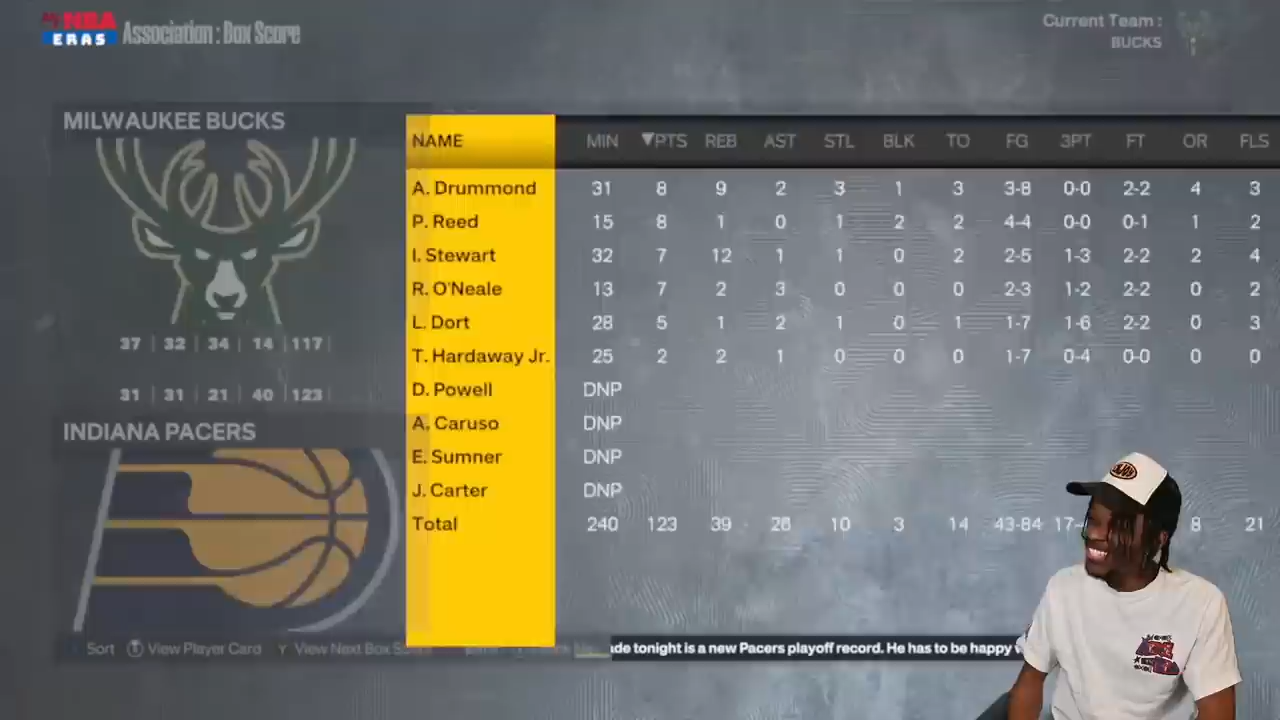 MY NBA
ERAS
Association : Box Score
Current Team :
BUCKS
MILWAUKEE BUCKS
37 | 32 | 34 | 14 | 117
31 | 31 | 21 | 40 | 123
INDIANA PACERS
NAME MIN ▼PTS REB AST STL BLK TO FG 3PT FT OR FLS
A. Drummond 31 8 9 2 3 1 3 3-8 0-0 2-2 4 3
P. Reed 15 8 1 0 1 2 2 4-4 0-0 0-1 1 2
I. Stewart 32 7 12 1 1 0 2 2-5 1-3 2-2 2 4
R. O'Neale 13 7 2 3 0 0 0 2-3 1-2 2-2 0 2
L. Dort 28 5 1 2 1 0 1 1-7 1-6 2-2 0 3
T. Hardaway Jr. 25 2 2 1 0 0 0 1-7 0-4 0-0 0 0
D. Powell DNP
A. Caruso DNP
E. Sumner DNP
J. Carter DNP
Total 240 123 39 26 10 3 14 43-84 17- 8 21
Sort View Player Card Y View Next Box
ade tonight is a new Pacers playoff record. He has to be happy